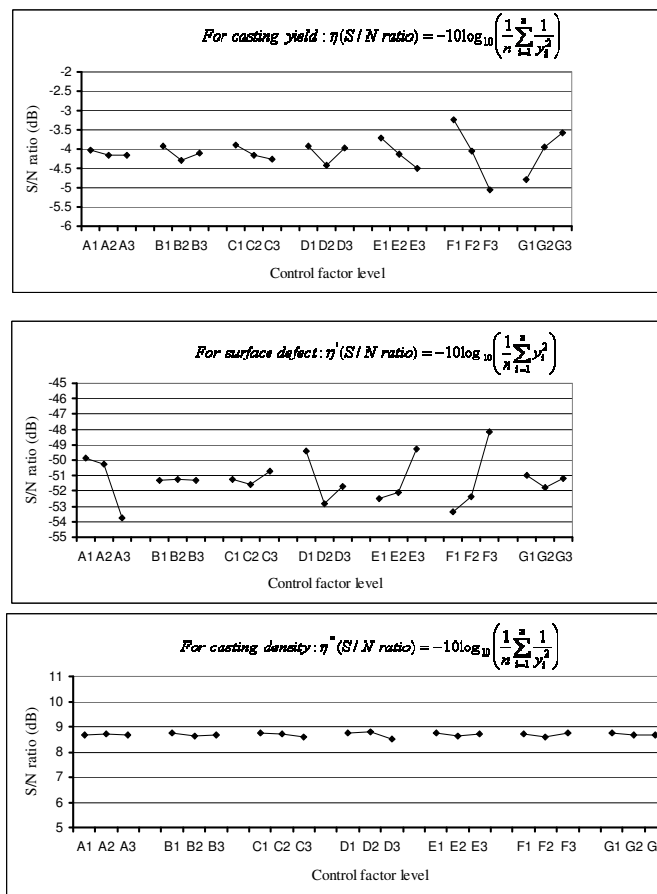 For casting yield : η(S / N ratio) = −10log₁₀(1/n ∑ⁿᵢ₌₁ 1/yᵢ²)
-2
-2.5
-3
-3.5
-4
-4.5
-5
-5.5
-6
S/N ratio (dB)
A1 A2 A3 B1 B2 B3 C1 C2 C3 D1 D2 D3 E1 E2 E3 F1 F2 F3 G1 G2 G3
Control factor level
For surface defect : η'(S / N ratio) = −10log₁₀(1/n ∑ⁿᵢ₌₁ yᵢ²)
-45
-47
-48
-49
-50
-51
-52
-53
-54
-55
S/N ratio (dB)
A1 A2 A3 B1 B2 B3 C1 C2 C3 D1 D2 D3 E1 E2 E3 F1 F2 F3 G1 G2 G3
Control factor level
For casting density : η"(S / N ratio) = −10log₁₀(1/n ∑ⁿᵢ₌₁ 1/yᵢ²)
11
10
9
8
7
6
5
S/N ratio (dB)
A1 A2 A3 B1 B2 B3 C1 C2 C3 D1 D2 D3 E1 E2 E3 F1 F2 F3 G1 G2 G
Control factor level